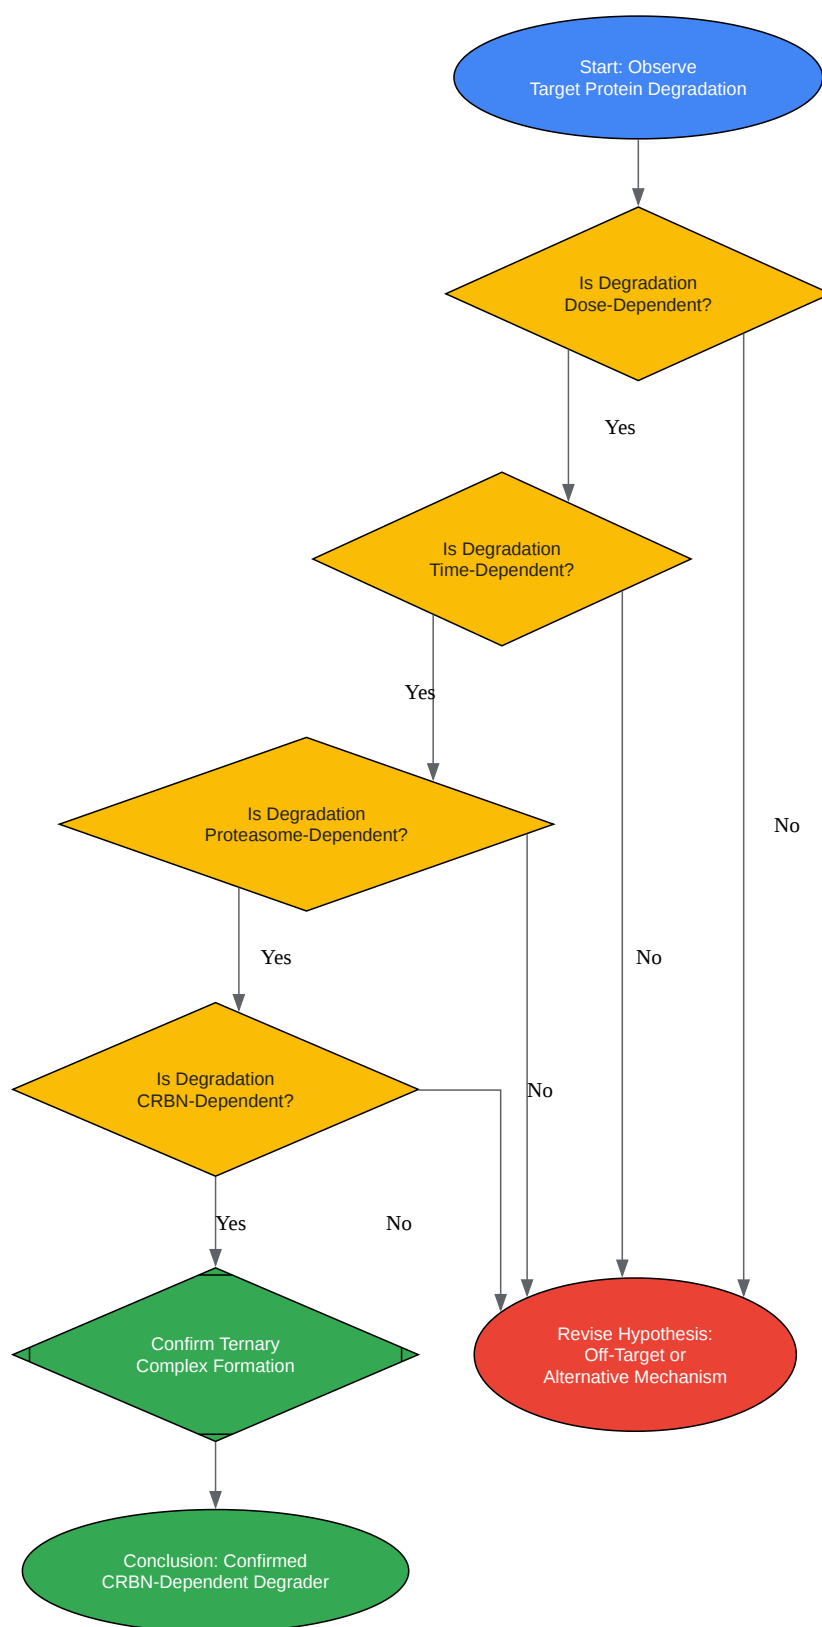 Start: Observe
Target Protein Degradation
Is Degradation
Dose-Dependent?
Yes
Is Degradation
Time-Dependent?
Yes
Is Degradation
Proteasome-Dependent?
No
Yes
No
Is Degradation
CRBN-Dependent?
No
Yes
No
Confirm Ternary
Complex Formation
Revise Hypothesis:
Off-Target or
Alternative Mechanism
Conclusion: Confirmed
CRBN-Dependent Degrader